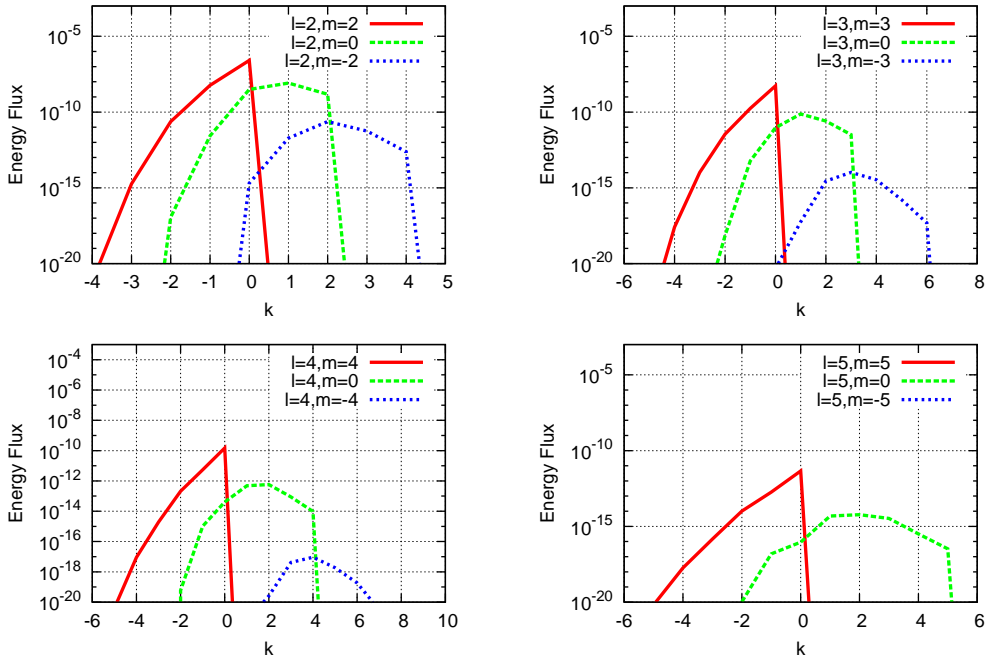 l=2,m=2
l=2,m=0
l=2,m=-2
Energy Flux
10^-5
10^-10
10^-15
10^-20
-4 -3 -2 -1 0 1 2 3 4 5
k
l=3,m=3
l=3,m=0
l=3,m=-3
Energy Flux
10^-5
10^-10
10^-15
10^-20
-6 -4 -2 0 2 4 6 8
k
l=4,m=4
l=4,m=0
l=4,m=-4
Energy Flux
10^-4
10^-6
10^-8
10^-10
10^-12
10^-14
10^-16
10^-18
10^-20
-6 -4 -2 0 2 4 6 8 10
k
l=5,m=5
l=5,m=0
l=5,m=-5
Energy Flux
10^-5
10^-10
10^-15
10^-20
-6 -4 -2 0 2 4 6
k